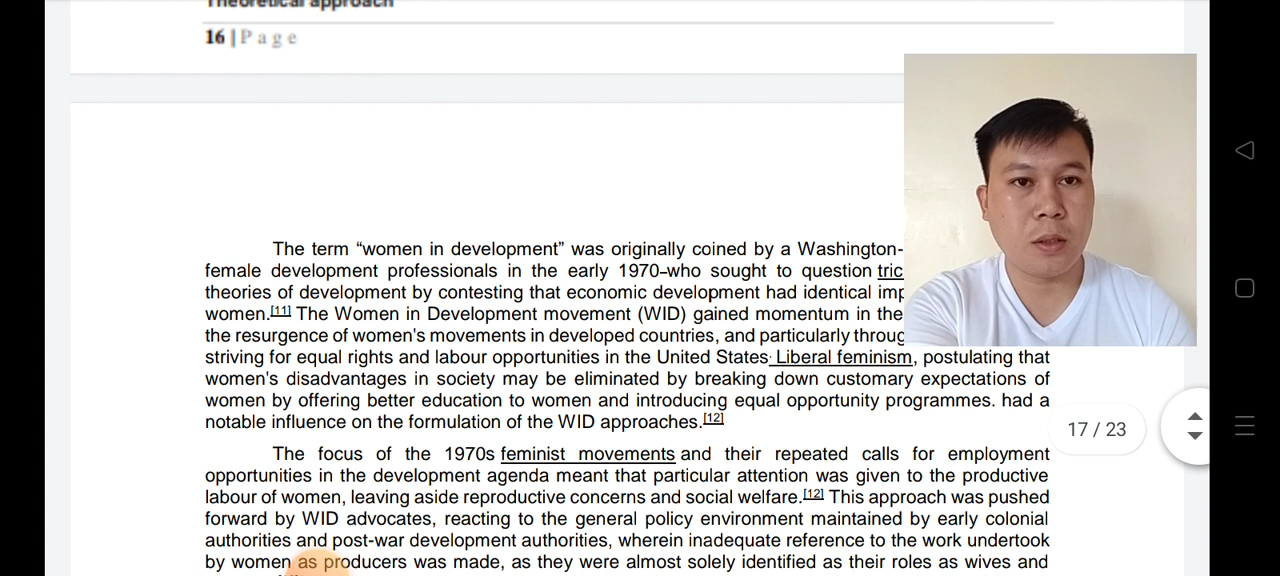 Theoretical approach
16 | P a g e
The term “women in development” was originally coined by a Washington-
female development professionals in the early 1970–who sought to question
theories of development by contesting that economic development had identical
women.[11] The Women in Development movement (WID) gained momentum in the
the resurgence of women's movements in developed countries, and particularly
striving for equal rights and labour opportunities in the United States Liberal feminism, postulating that
women's disadvantages in society may be eliminated by breaking down customary expectations of
women by offering better education to women and introducing equal opportunity programmes. had a
notable influence on the formulation of the WID approaches.[12]
The focus of the 1970s feminist movements and their repeated calls for employment
opportunities in the development agenda meant that particular attention was given to the productive
labour of women, leaving aside reproductive concerns and social welfare.[12] This approach was pushed
forward by WID advocates, reacting to the general policy environment maintained by early colonial
authorities and post-war development authorities, wherein inadequate reference to the work undertook
by women as producers was made, as they were almost solely identified as their roles as wives and
17 / 23